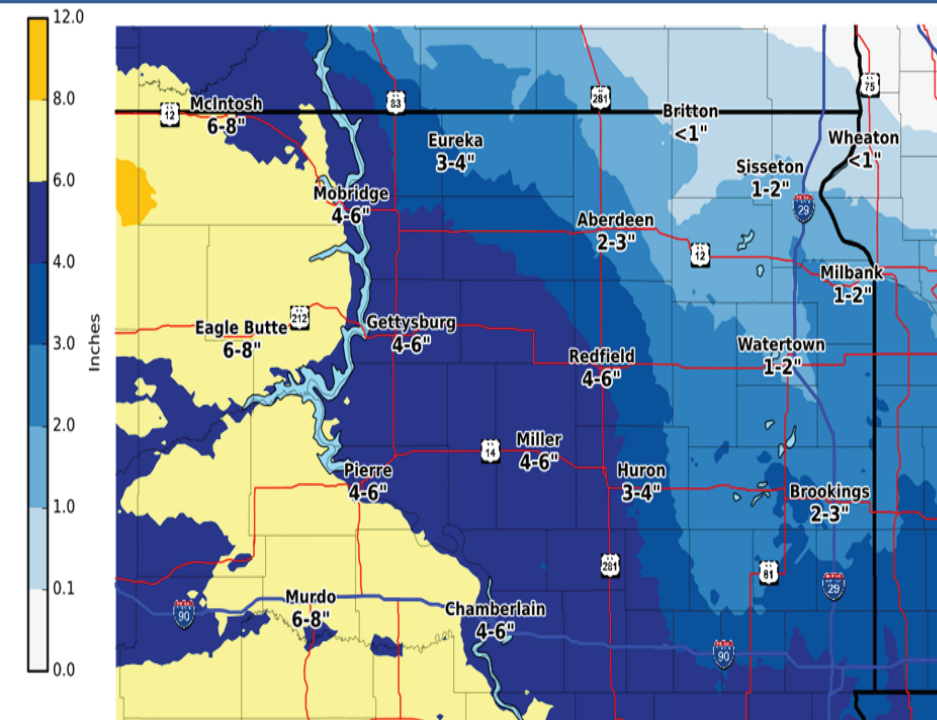 12.0
8.0
6.0
4.0
3.0
2.0
1.0
0.1
0.0
Inches
12
McIntosh
6-8"
83
281
75
Britton
<1"
Wheaton
<1"
Eureka
3-4"
Sisseton
1-2"
Mobridge
4-6"
29
Aberdeen
2-3"
12
Milbank
1-2"
212
Eagle Butte
6-8"
Gettysburg
4-6"
Redfield
4-6"
Watertown
1-2"
14
Miller
4-6"
Pierre
4-6"
Huron
3-4"
Brookings
2-3"
281
81
29
90
Murdo
6-8"
Chamberlain
4-6"
90